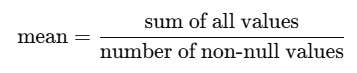 mean = sum of all values
number of non-null values